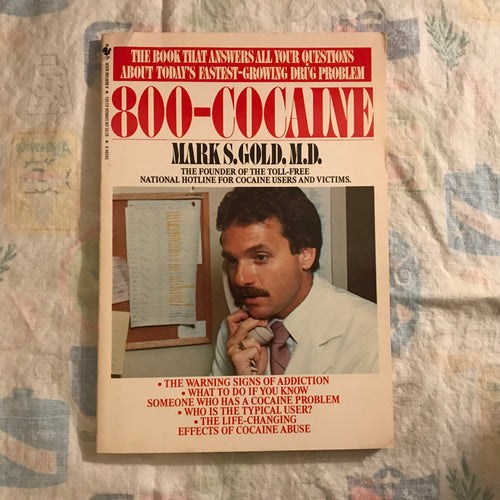 THE BOOK THAT ANSWERS ALL YOUR QUESTIONS
ABOUT TODAY'S FASTEST-GROWING DRUG PROBLEM
800-COCAINE
MARK S. GOLD, M.D.
THE FOUNDER OF THE TOLL-FREE
NATIONAL HOTLINE FOR COCAINE USERS AND VICTIMS.
• THE WARNING SIGNS OF ADDICTION
• WHAT TO DO IF YOU KNOW
SOMEONE WHO HAS A COCAINE PROBLEM
• WHO IS THE TYPICAL USER?
• THE LIFE-CHANGING
EFFECTS OF COCAINE ABUSE